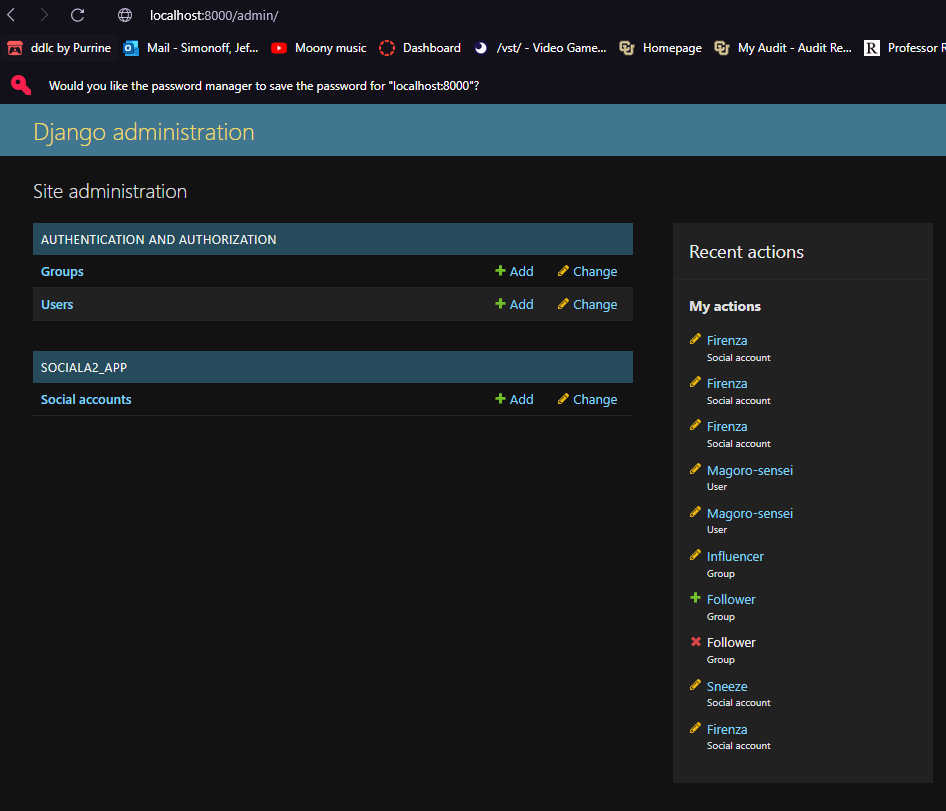 localhost:8000/admin/
ddlc by Purrine Mail - Simonoff, Jef... Moony music Dashboard /vst/ - Video Game... Homepage My Audit - Audit Re... R Professor R
Would you like the password manager to save the password for "localhost:8000"?
Django administration
Site administration
AUTHENTICATION AND AUTHORIZATION
Groups Add Change
Users Add Change
SOCIALA2_APP
Social accounts Add Change
Recent actions
My actions
Firenza
Social account
Firenza
Social account
Firenza
Social account
Magoro-sensei
User
Magoro-sensei
User
Influencer
Group
Follower
Group
Follower
Group
Sneeze
Social account
Firenza
Social account